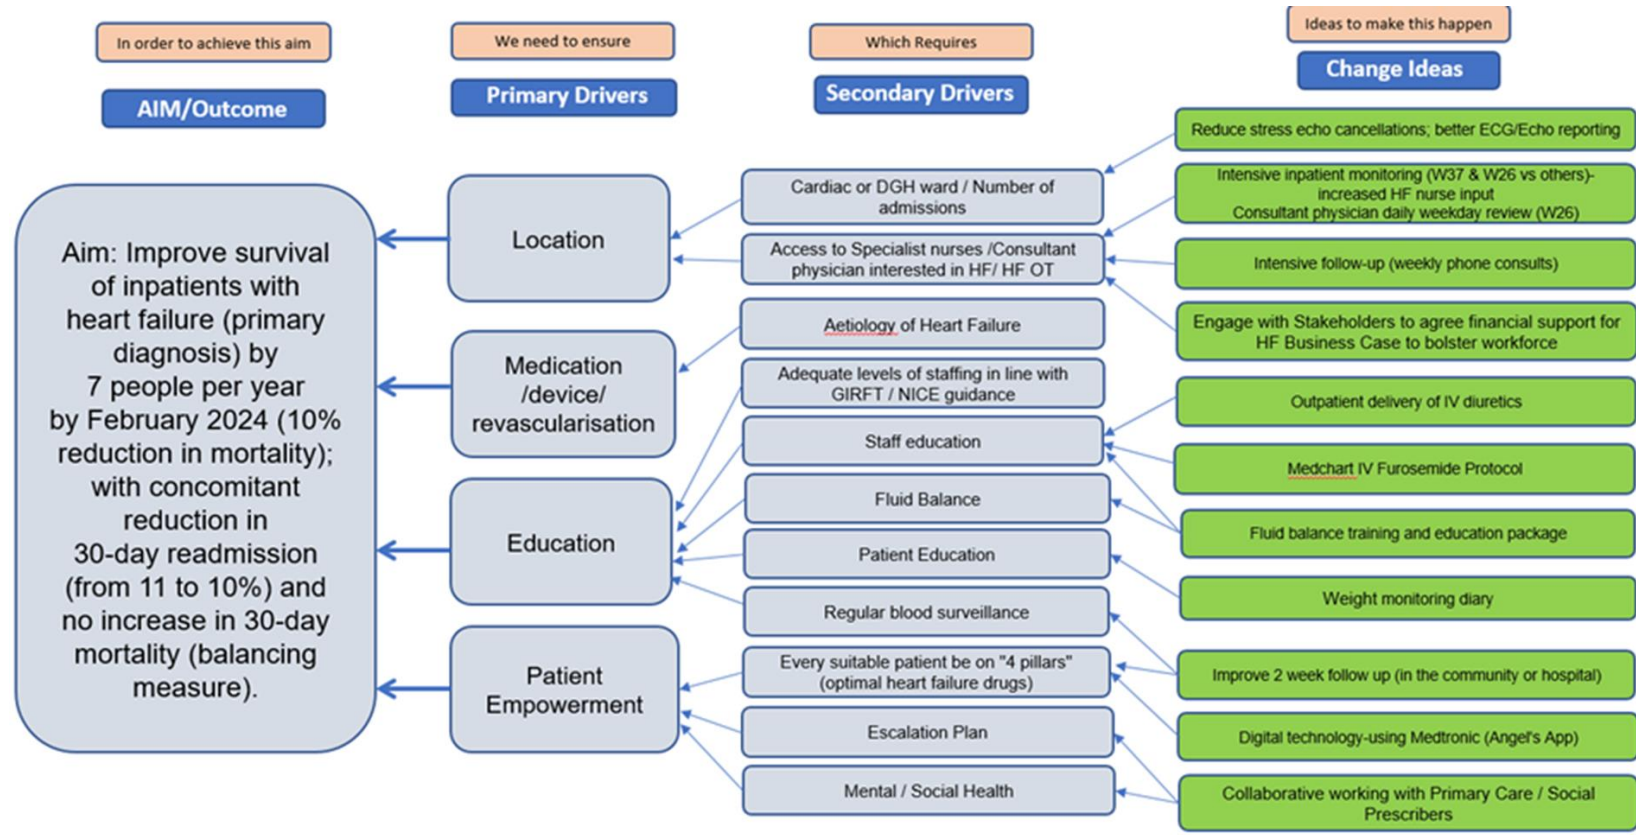 In order to achieve this aim
We need to ensure
Which Requires
Ideas to make this happen
AIM/Outcome
Primary Drivers
Secondary Drivers
Change Ideas
Aim: Improve survival
of inpatients with
heart failure (primary
diagnosis) by
7 people per year
by February 2024 (10%
reduction in mortality);
with concomitant
reduction in
30-day readmission
(from 11 to 10%) and
no increase in 30-day
mortality (balancing
measure).
Location
Medication
/device/
revascularisation
Education
Patient
Empowerment
Cardiac or DGH ward / Number of
admissions
Access to Specialist nurses /Consultant
physician interested in HF/ HF OT
Aetiology of Heart Failure
Adequate levels of staffing in line with
GIRFT / NICE guidance
Staff education
Fluid Balance
Patient Education
Regular blood surveillance
Every suitable patient be on "4 pillars"
(optimal heart failure drugs)
Escalation Plan
Mental / Social Health
Reduce stress echo cancellations; better ECG/Echo reporting
Intensive inpatient monitoring (W37 & W26 vs others)-
increased HF nurse input
Consultant physician daily weekday review (W26)
Intensive follow-up (weekly phone consults)
Engage with Stakeholders to agree financial support for
HF Business Case to bolster workforce
Outpatient delivery of IV diuretics
Medchart IV Furosemide Protocol
Fluid balance training and education package
Weight monitoring diary
Improve 2 week follow up (in the community or hospital)
Digital technology-using Medtronic (Angel's App)
Collaborative working with Primary Care / Social
Prescribers